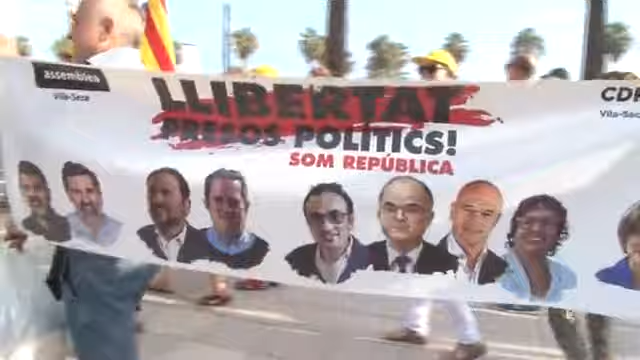 assemblea
Vila-Seca
LLIBERTAT
PRESOS POLÍTICS!
SOM REPÚBLICA
CDR
Vila-Seca